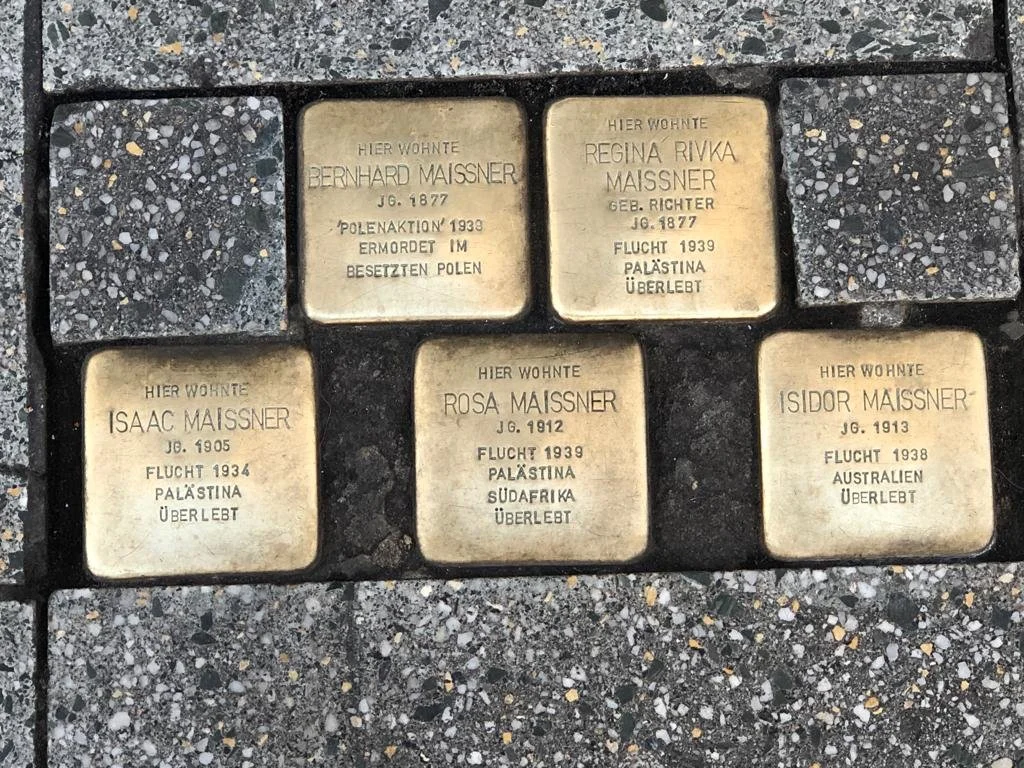 HIER WOHNTE
BERNHARD MAISSNER
JG. 1877
'POLENAKTION' 1938
ERMORDET IM
BESETZTEN POLEN
HIER WOHNTE
REGINA RIVKA
MAISSNER
GEB. RICHTER
JG. 1877
FLUCHT 1939
PALÄSTINA
ÜBERLEBT
HIER WOHNTE
ISAAC MAISSNER
JG. 1905
FLUCHT 1934
PALÄSTINA
ÜBERLEBT
HIER WOHNTE
ROSA MAISSNER
JG. 1912
FLUCHT 1939
PALÄSTINA
SÜDAFRIKA
ÜBERLEBT
HIER WOHNTE
ISIDOR MAISSNER
JG. 1913
FLUCHT 1938
AUSTRALIEN
ÜBERLEBT